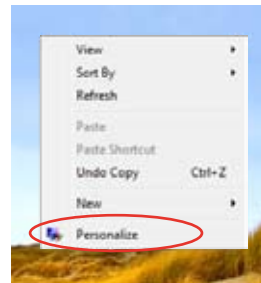 View
Sort By
Refresh
Paste
Paste Shortcut
Undo Copy Ctrl+Z
New
Personalize